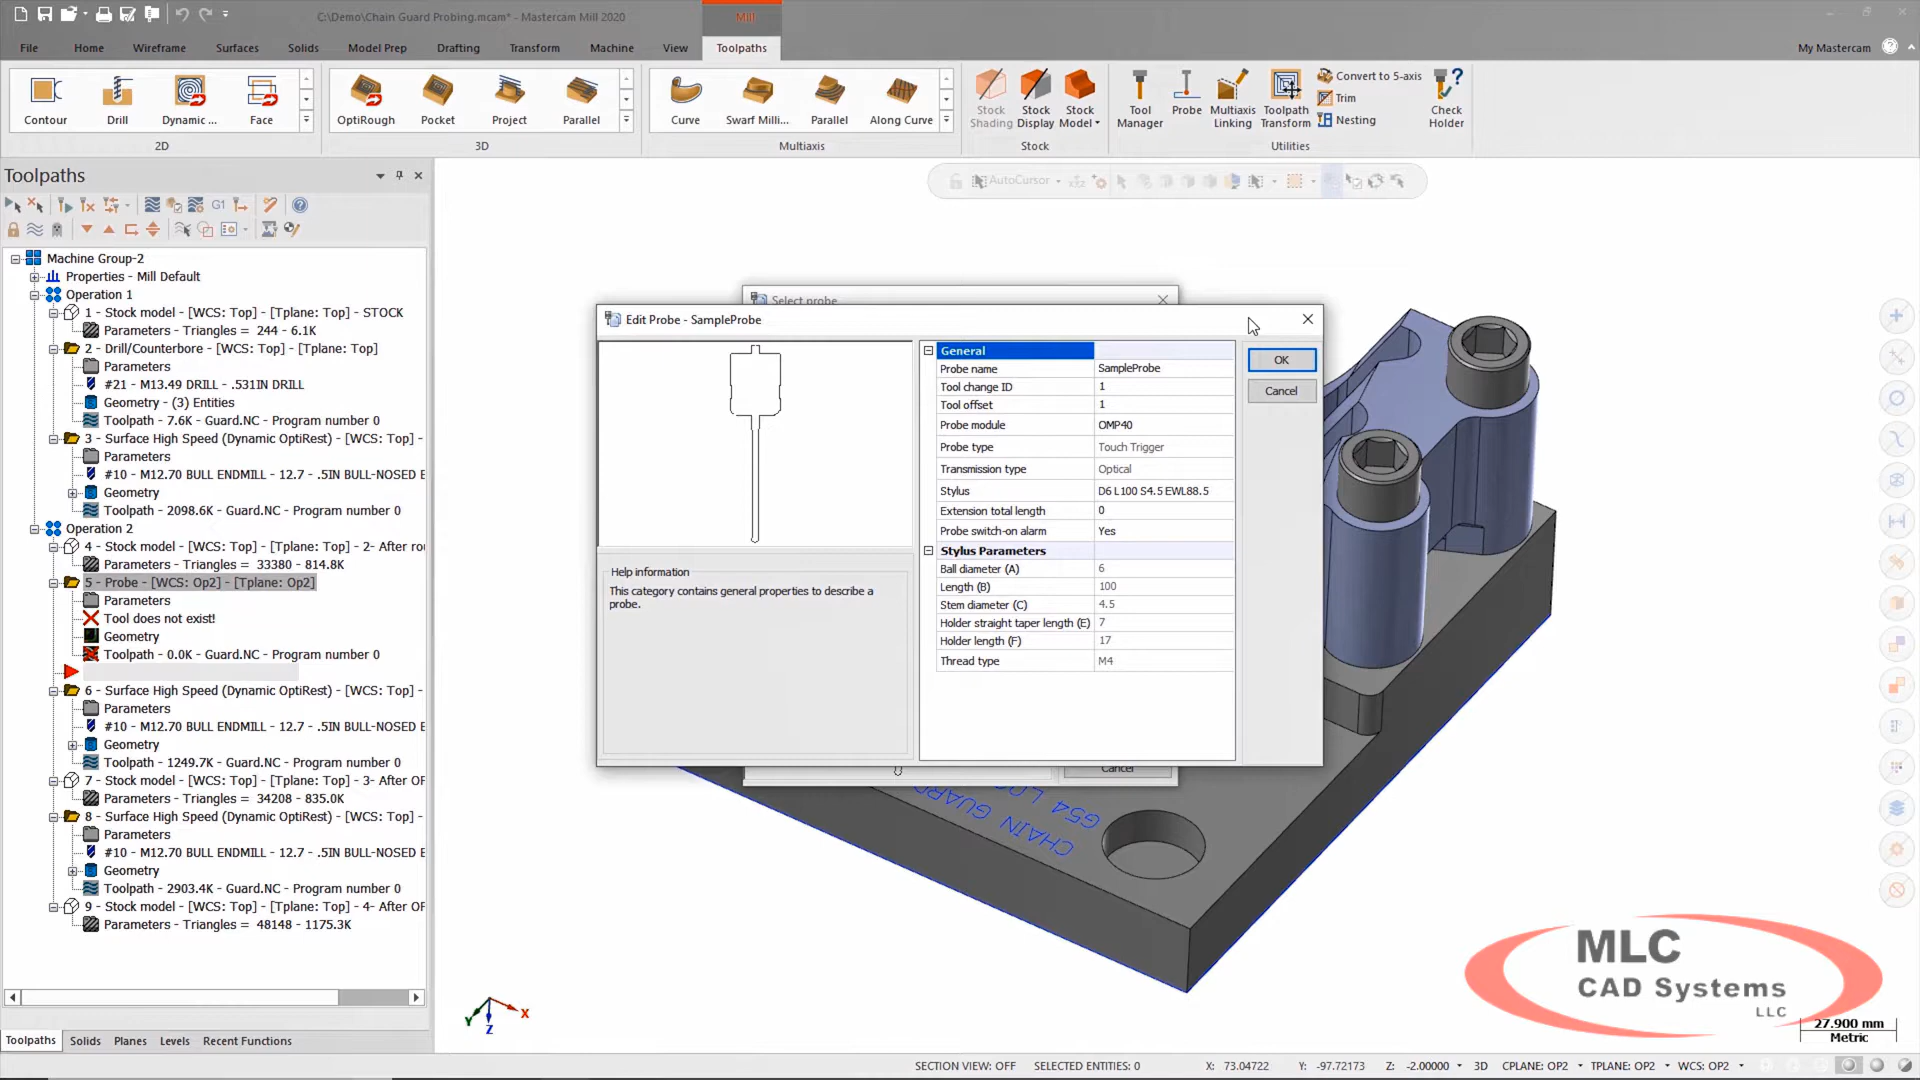 C:\Demo\Chain Guard Probing.mcam* - Mastercam Mill 2020
Mill
File Home Wireframe Surfaces Solids Model Prep Drafting Transform Machine View Toolpaths My Mastercam
Contour Drill Dynamic ... Face
2D
OptiRough Pocket Project Parallel
3D
Curve Swarf Milli... Parallel Along Curve
Multiaxis
Stock Shading Stock Display Stock Model
Stock
Tool Manager Probe Multiaxis Linking Toolpath Transform
Convert to 5-axis
Trim
Nesting
Check Holder
Utilities
Toolpaths
AutoCursor
G1
Machine Group-2
Properties - Mill Default
Operation 1
1 - Stock model - [WCS: Top] - [Tplane: Top] - STOCK
Parameters - Triangles = 244 - 6.1K
2 - Drill/Counterbore - [WCS: Top] - [Tplane: Top]
Parameters
#21 - M13.49 DRILL - .531IN DRILL
Geometry - (3) Entities
Toolpath - 7.6K - Guard.NC - Program number 0
3 - Surface High Speed (Dynamic OptiRest) - [WCS: Top] -
Parameters
#10 - M12.70 BULL ENDMILL - 12.7 - .5IN BULL-NOSED E
Geometry
Toolpath - 2098.6K - Guard.NC - Program number 0
Operation 2
4 - Stock model - [WCS: Top] - [Tplane: Top] - 2- After rou
Parameters - Triangles = 33380 - 814.8K
5 - Probe - [WCS: Op2] - [Tplane: Op2]
Parameters
Tool does not exist!
Geometry
Toolpath - 0.0K - Guard.NC - Program number 0
6 - Surface High Speed (Dynamic OptiRest) - [WCS: Top] -
Parameters
#10 - M12.70 BULL ENDMILL - 12.7 - .5IN BULL-NOSED E
Geometry
Toolpath - 1249.7K - Guard.NC - Program number 0
7 - Stock model - [WCS: Top] - [Tplane: Top] - 3- After OF
Parameters - Triangles = 34208 - 835.0K
8 - Surface High Speed (Dynamic OptiRest) - [WCS: Top] -
Parameters
#10 - M12.70 BULL ENDMILL - 12.7 - .5IN BULL-NOSED E
Geometry
Toolpath - 2903.4K - Guard.NC - Program number 0
9 - Stock model - [WCS: Top] - [Tplane: Top] - 4- After OF
Parameters - Triangles = 48148 - 1175.3K
Toolpaths Solids Planes Levels Recent Functions
Select probe
Edit Probe - SampleProbe
General
Probe name SampleProbe
Tool change ID 1
Tool offset 1
Probe module OMP40
Probe type Touch Trigger
Transmission type Optical
Stylus D6 L100 S4.5 EWL88.5
Extension total length 0
Probe switch-on alarm Yes
Stylus Parameters
Ball diameter (A) 6
Length (B) 100
Stem diameter (C) 4.5
Holder straight taper length (E) 7
Holder length (F) 17
Thread type M4
OK
Cancel
Help information
This category contains general properties to describe a
probe.
Cancel
G54 LO
CHAIN GUARD
X
Y
Z
MLC
CAD Systems
LLC
27.900 mm
Metric
SECTION VIEW: OFF SELECTED ENTITIES: 0 X: 73.04722 Y: -97.72173 Z: -2.00000 3D CPLANE: OP2 TPLANE: OP2 WCS: OP2